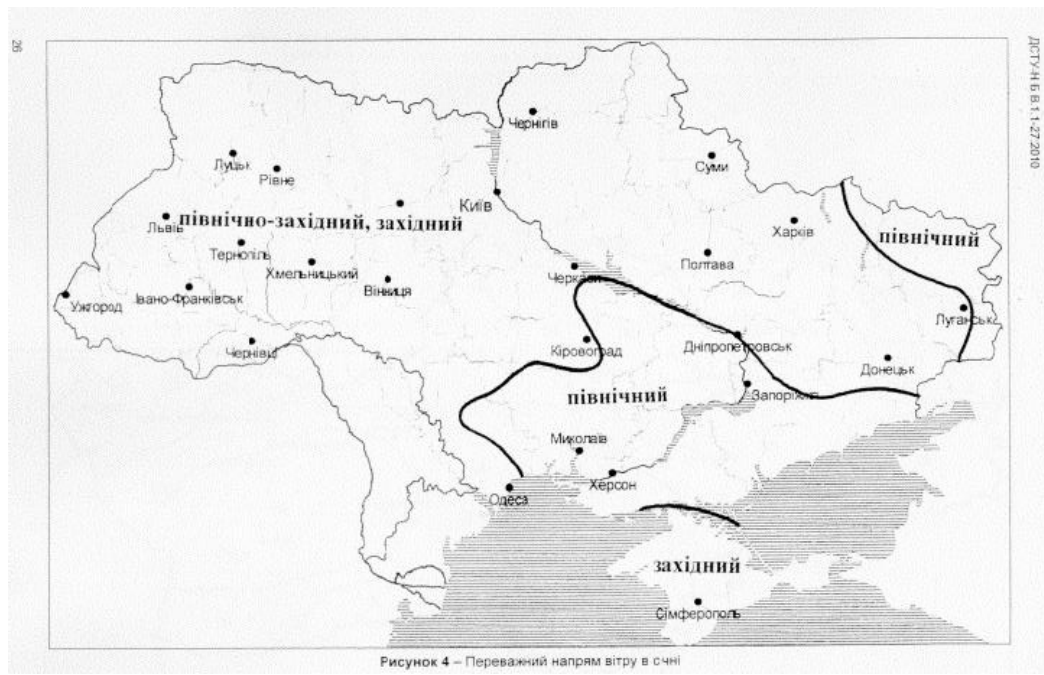 26
ДСТУ-Н Б В.1.1-27:2010
Чернігів
Луцьк
Рівне
Суми
Київ
північно-західний, західний
Львів
Харків
північний
Тернопіль
Хмельницький
Полтава
Черкаси
Вінниця
Ужгород
Івано-Франківськ
Луганськ
Чернівці
Кіровоград
Дніпропетровськ
Донецьк
північний
Запоріжжя
Миколаїв
Херсон
Одеса
західний
Сімферополь
Рисунок 4 – Переважний напрям вітру в січні